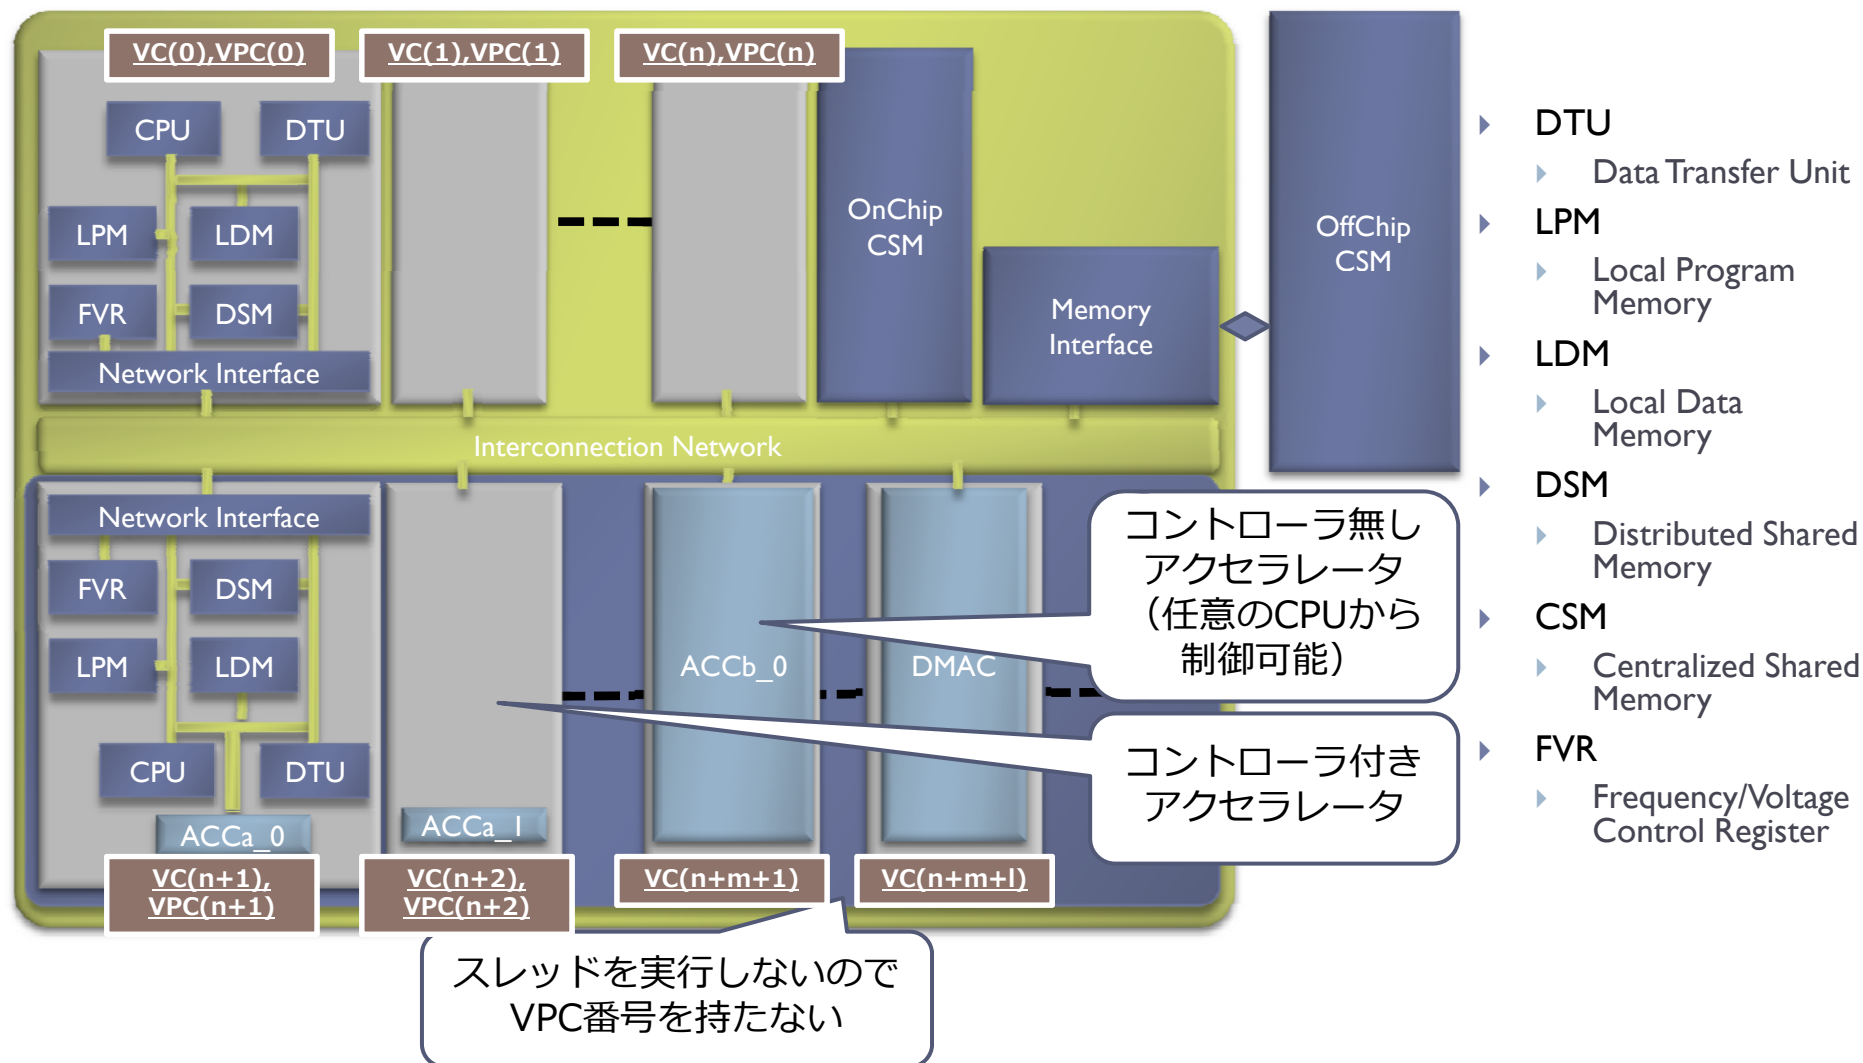 VC(0),VPC(0)
VC(1),VPC(1)
VC(n),VPC(n)
CPU
DTU
LPM
LDM
FVR
DSM
Network Interface
OnChip
CSM
Memory
Interface
OffChip
CSM
Interconnection Network
Network Interface
FVR
DSM
LPM
LDM
CPU
DTU
ACCa_0
ACCa_1
ACCb_0
DMAC
コントローラ無し
アクセラレータ
（任意のCPUから
制御可能）
コントローラ付き
アクセラレータ
VC(n+1),
VPC(n+1)
VC(n+2),
VPC(n+2)
VC(n+m+1)
VC(n+m+l)
スレッドを実行しないので
VPC番号を持たない
DTU
Data Transfer Unit
LPM
Local Program
Memory
LDM
Local Data
Memory
DSM
Distributed Shared
Memory
CSM
Centralized Shared
Memory
FVR
Frequency/Voltage
Control Register